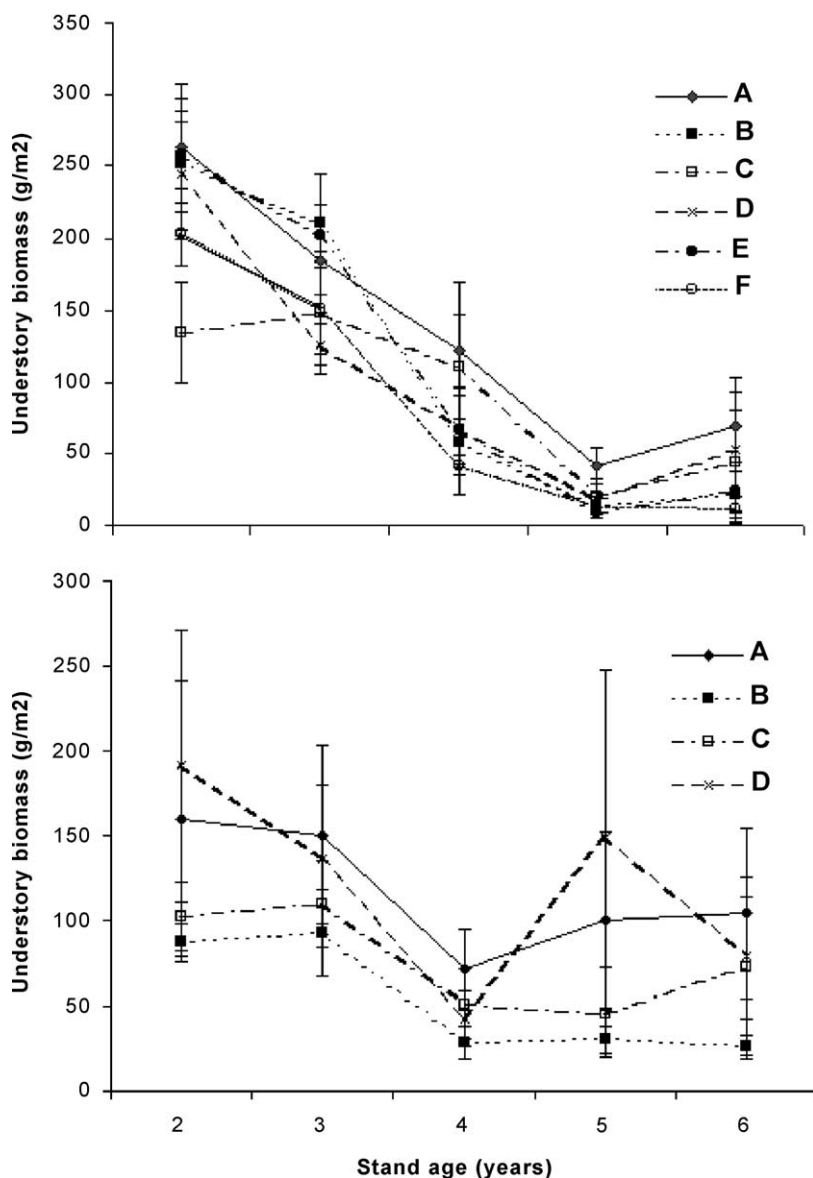 350
300
250
200
150
100
50
0
Understory biomass (g/m2)
A
B
C
D
E
F
300
250
200
150
100
50
0
Understory biomass (g/m2)
A
B
C
D
2 3 4 5 6
Stand age (years)